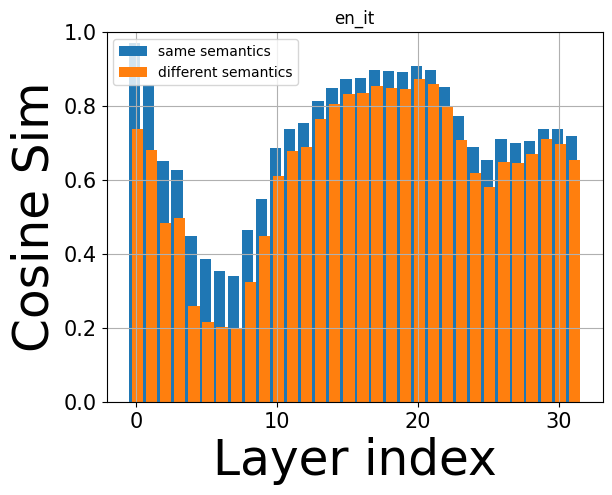 en_it
same semantics
different semantics
Cosine Sim
1.0
0.8
0.6
0.4
0.2
0.0
0 10 20 30
Layer index